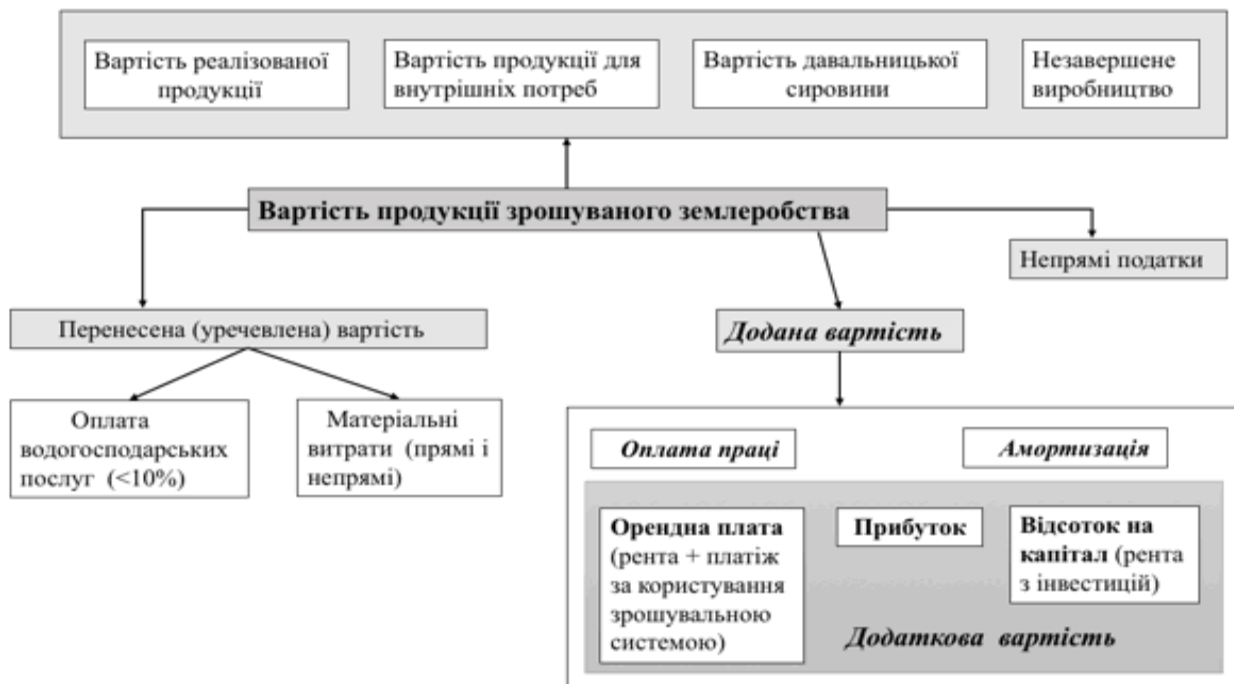 Вартість реалізованої
продукції
Вартість продукції для
внутрішніх потреб
Вартість давальницької
сировини
Незавершене
виробництво
Вартість продукції зрошуваного землеробства
Непрямі податки
Перенесена (уречевлена) вартість
Додана вартість
Оплата
водогосподарських
послуг (<10%)
Матеріальні
витрати (прямі і
непрямі)
Оплата праці
Амортизація
Орендна плата
(рента + платіж
за користування
зрошувальною
системою)
Прибуток
Відсоток на
капітал (рента
з інвестицій)
Додаткова вартість